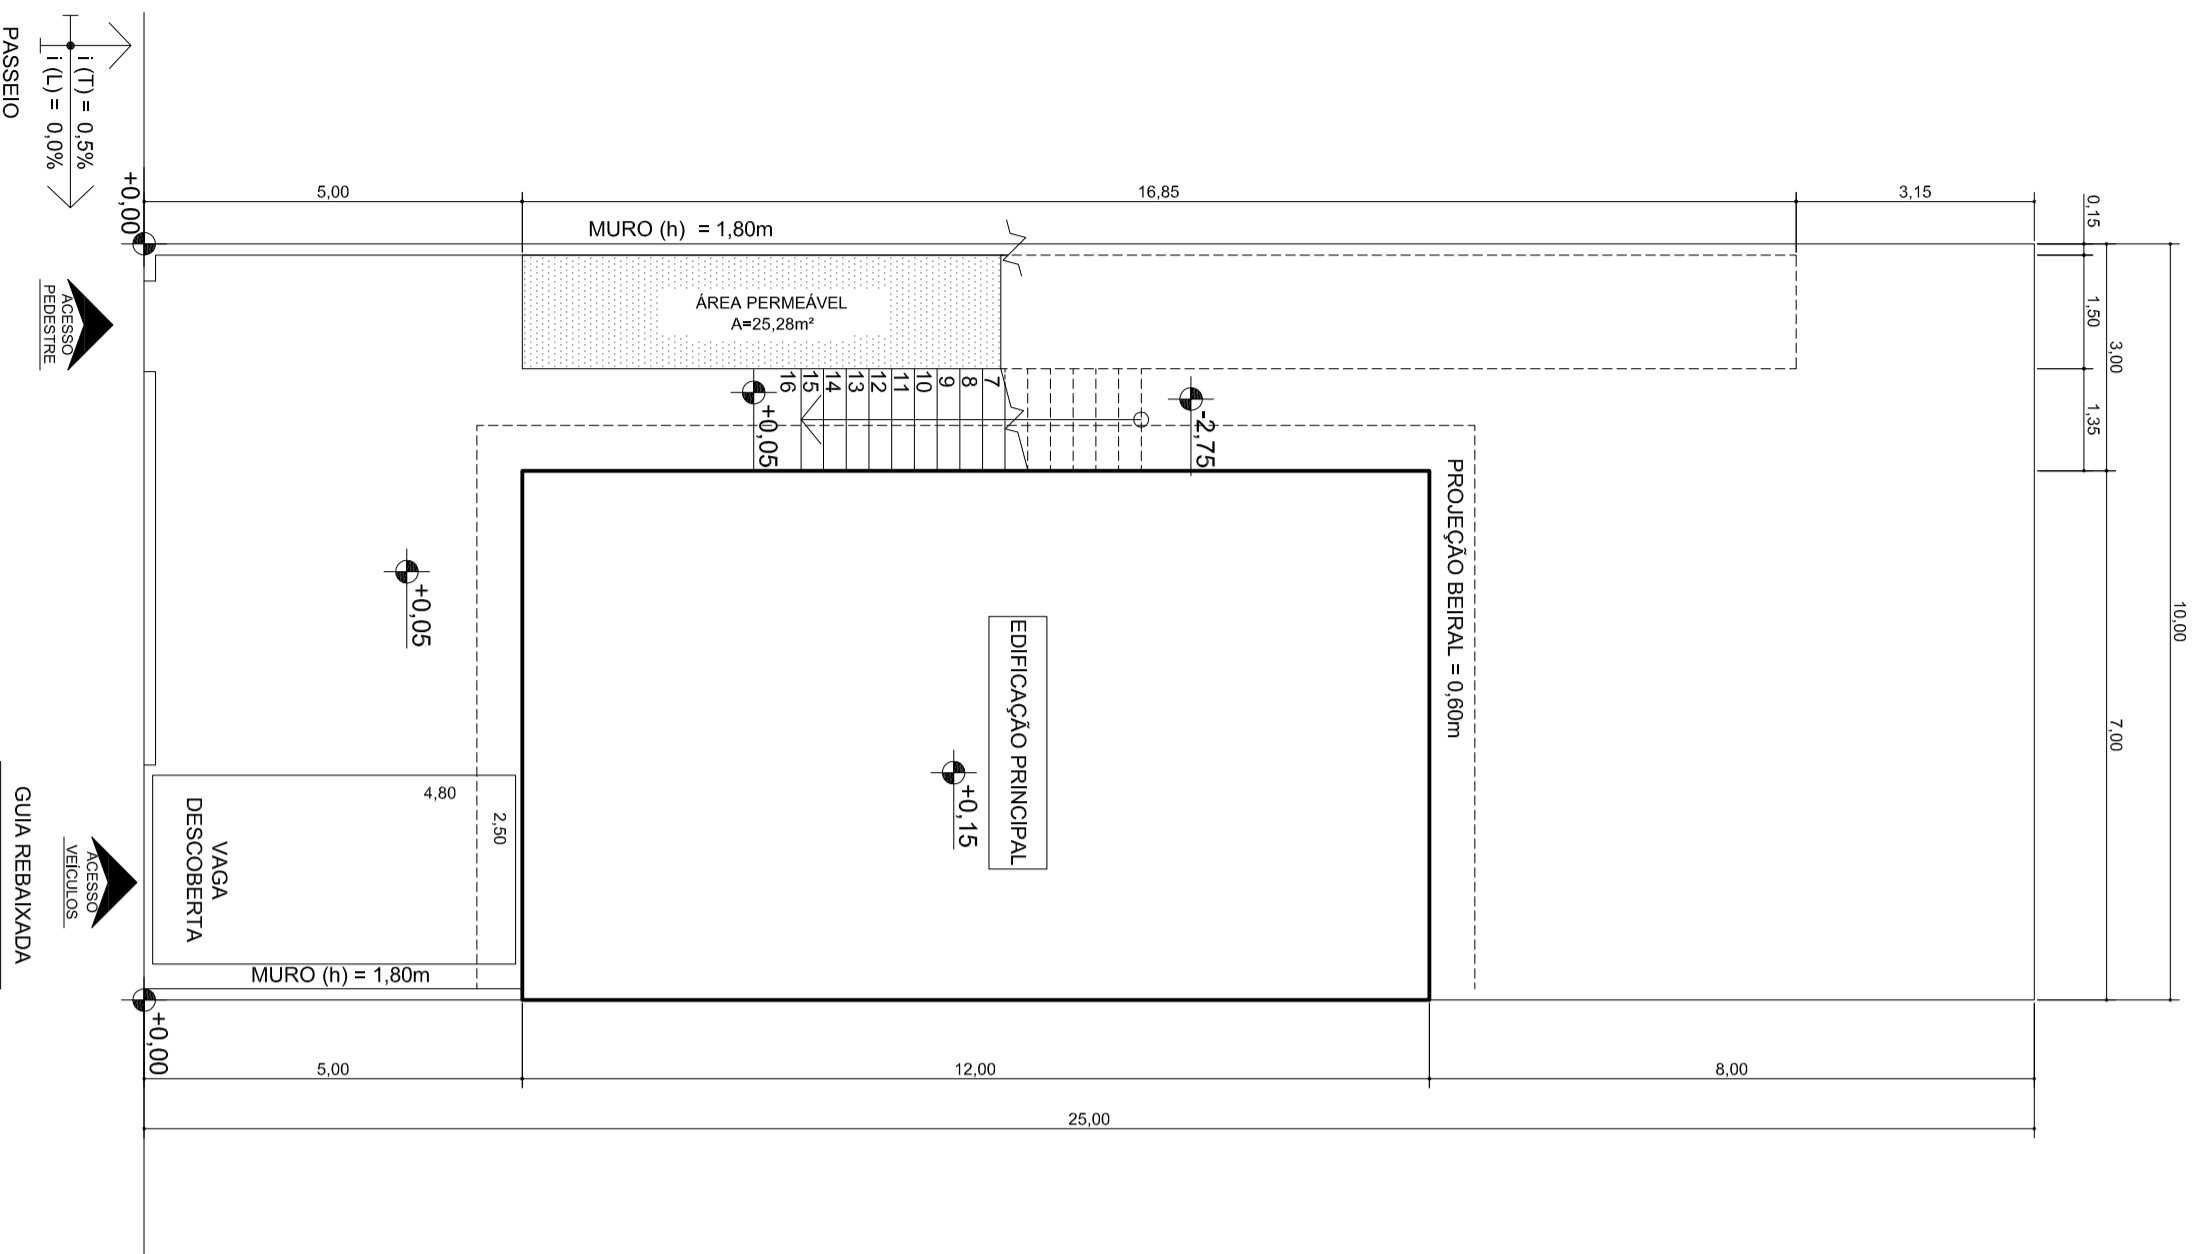 PASSEIO
i (T) = 0,5%
i (L) = 0,0%
+0,00
5,00
16,85
3,15
0,15
MURO (h) = 1,80m
ÁREA PERMEÁVEL
A=25,28m²
ACESSO
PEDESTRE
1,50
3,00
1,35
10,00
16
15
14
13
12
11
10
9
8
7
+0,05
-2,75
PROJEÇÃO BEIRAL = 0,60m
+0,05
EDIFICAÇÃO PRINCIPAL
+0,15
7,00
4,80
2,50
VAGA
DESCOBERTA
GUIA REBAIXADA
ACESSO
VEÍCULOS
MURO (h) = 1,80m
+0,00
5,00
12,00
8,00
25,00